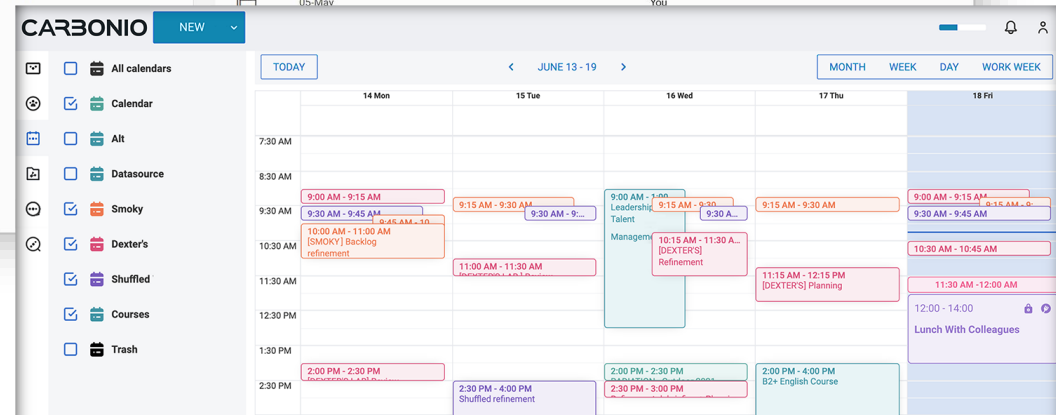 05-May
You
CARBONIO
NEW
TODAY
JUNE 13 - 19
MONTH
WEEK
DAY
WORK WEEK
All calendars
Calendar
Alt
Datasource
Smoky
Dexter's
Shuffled
Courses
Trash
14 Mon
15 Tue
16 Wed
17 Thu
18 Fri
7:30 AM
8:30 AM
9:30 AM
10:30 AM
11:30 AM
12:30 PM
1:30 PM
2:30 PM
9:00 AM - 9:15 AM
9:30 AM - 9:45 AM
9:45 AM - 10
10:00 AM - 11:00 AM
[SMOKY] Backlog
refinement
2:00 PM - 2:30 PM
9:15 AM - 9:30 AM
9:30 AM - 9:...
11:00 AM - 11:30 AM
2:30 PM - 4:00 PM
Shuffled refinement
9:00 AM - 1:00
Leadership
Talent
Managem
9:15 AM - 9:30
9:30 A...
10:15 AM - 11:30 A...
[DEXTER'S]
Refinement
2:00 PM - 2:30 PM
2:30 PM - 3:00 PM
9:15 AM - 9:30 AM
11:15 AM - 12:15 PM
[DEXTER'S] Planning
2:00 PM - 4:00 PM
B2+ English Course
9:00 AM - 9:15 AM
9:15 AM - 9:...
9:30 AM - 9:45 AM
10:30 AM - 10:45 AM
11:30 AM -12:00 AM
12:00 - 14:00
P
Lunch With Colleagues